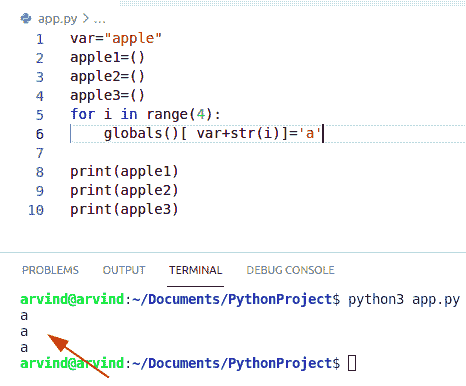 app.py > ...
1 var="apple"
2 apple1=()
3 apple2=()
4 apple3=()
5 for i in range(4):
6     globals()[ var+str(i)]='a'
7
8 print(apple1)
9 print(apple2)
10 print(apple3)
PROBLEMS OUTPUT TERMINAL DEBUG CONSOLE
arvind@arvind:~/Documents/PythonProject$ python3 app.py
a
a
a
arvind@arvind:~/Documents/PythonProject$